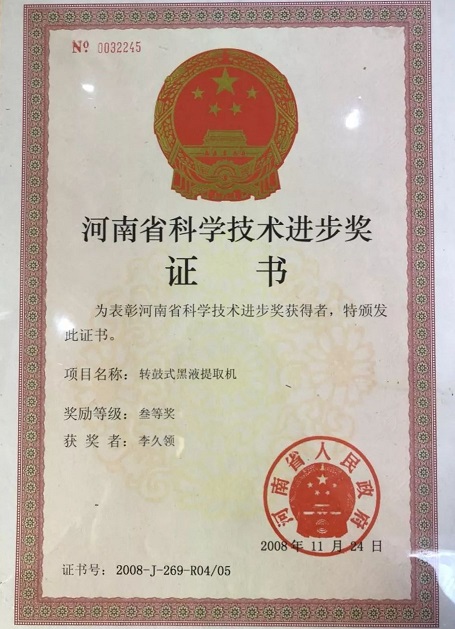 № 0032245
河南省科学技术进步奖
证 书
为表彰河南省科学技术进步奖获得者，特颁发
此证书。
项目名称：转鼓式黑液提取机
奖励等级：叁等奖
获 奖 者：李久领
河南省人民政府
2008 年 11 月 24 日
证书号：2008-J-269-R04/05